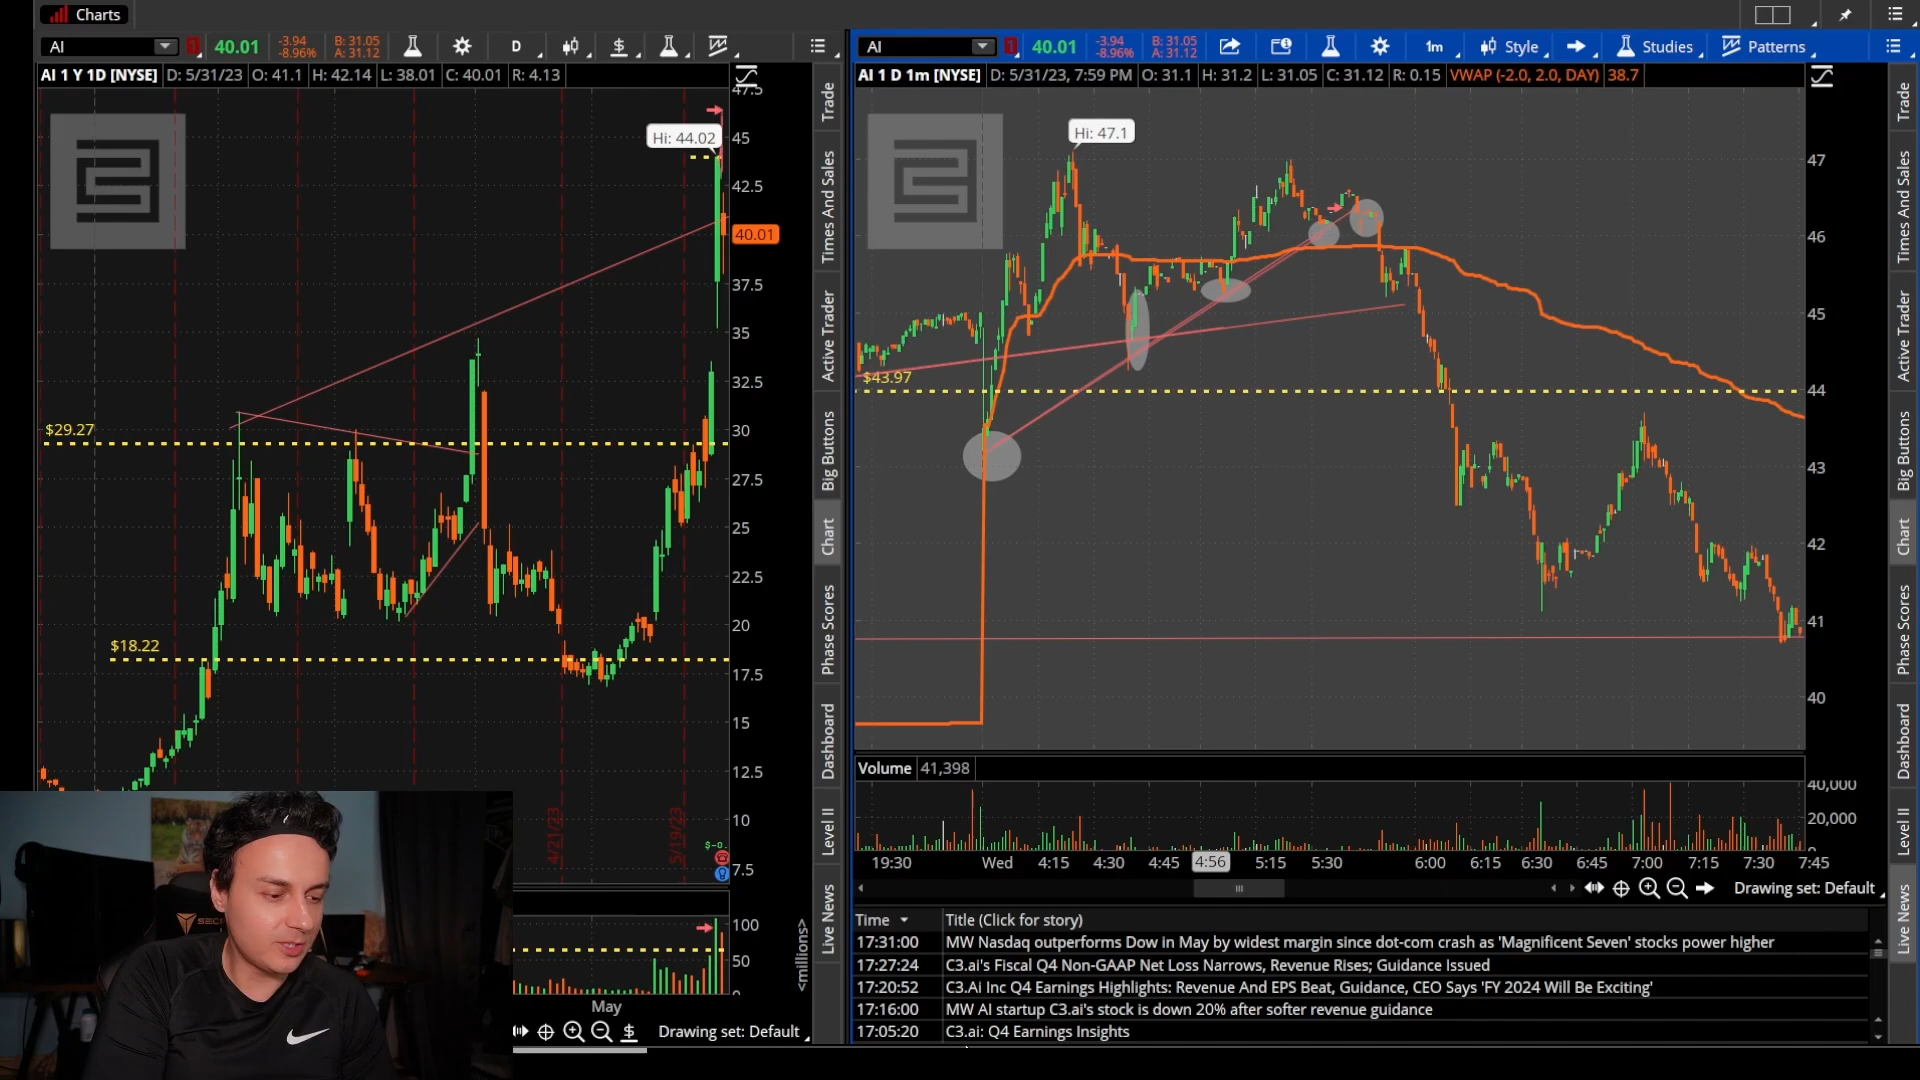 Charts
AI 40.01 -3.94 -8.96% B: 31.05 A: 31.12 D $
AI 40.01 -3.94 -8.96% B: 31.05 A: 31.12 1m Style Studies Patterns
AI 1 Y 1D [NYSE] D: 5/31/23 O: 41.1 H: 42.14 L: 38.01 C: 40.01 R: 4.13
AI 1 D 1m [NYSE] D: 5/31/23, 7:59 PM O: 31.1 H: 31.2 L: 31.05 C: 31.12 R: 0.15 VWAP (-2.0, 2.0, DAY) 38.7
47.5
45
42.5
40.01
37.5
35
32.5
30
27.5
25
22.5
20
17.5
15
12.5
10
7.5
Hi: 44.02
$29.27
$18.22
4/21/23
5/19/23
100
50
0
<millions>
May
$ Drawing set: Default
Trade
Times And Sales
Active Trader
Big Buttons
Chart
Phase Scores
Dashboard
Level II
Live News
Hi: 47.1
$43.97
47
46
45
44
43
42
41
40
Volume 41,398
40,000
20,000
0
19:30 Wed 4:15 4:30 4:45 4:56 5:15 5:30 6:00 6:15 6:30 6:45 7:00 7:15 7:30 7:45
Drawing set: Default
Time Title (Click for story)
17:31:00 MW Nasdaq outperforms Dow in May by widest margin since dot-com crash as 'Magnificent Seven' stocks power higher
17:27:24 C3.ai's Fiscal Q4 Non-GAAP Net Loss Narrows, Revenue Rises; Guidance Issued
17:20:52 C3.Ai Inc Q4 Earnings Highlights: Revenue And EPS Beat, Guidance, CEO Says 'FY 2024 Will Be Exciting'
17:16:00 MW AI startup C3.ai's stock is down 20% after softer revenue guidance
17:05:20 C3.ai: Q4 Earnings Insights
Trade
Times And Sales
Active Trader
Big Buttons
Chart
Phase Scores
Dashboard
Level II
Live News